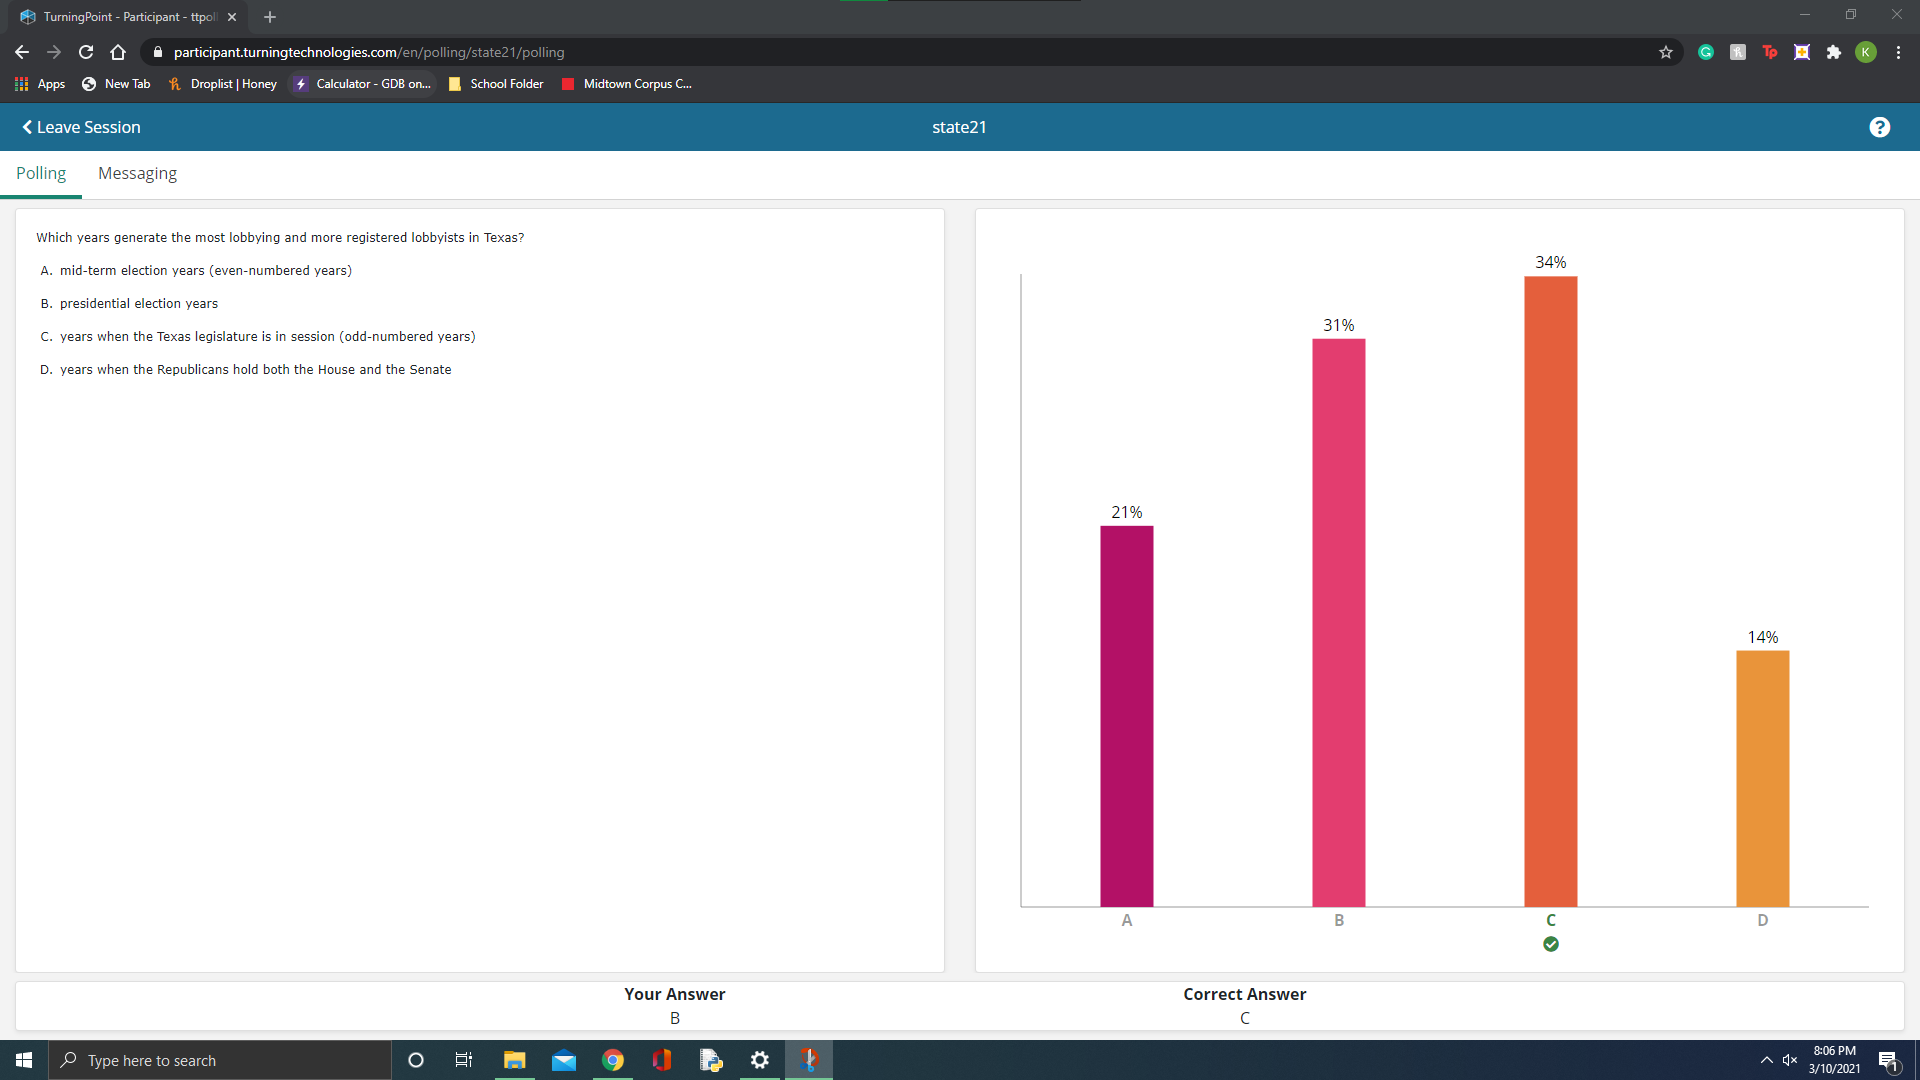 TurningPoint - Participant - ttpoll
participant.turningtechnologies.com/en/polling/state21/polling
Apps New Tab Droplist | Honey Calculator - GDB on... School Folder Midtown Corpus C...
Leave Session state21 ?
Polling Messaging
Which years generate the most lobbying and more registered lobbyists in Texas?
A. mid-term election years (even-numbered years)
B. presidential election years
C. years when the Texas legislature is in session (odd-numbered years)
D. years when the Republicans hold both the House and the Senate
34%
31%
21%
14%
A B C D
Your Answer Correct Answer
B C
Type here to search
8:06 PM
3/10/2021
1